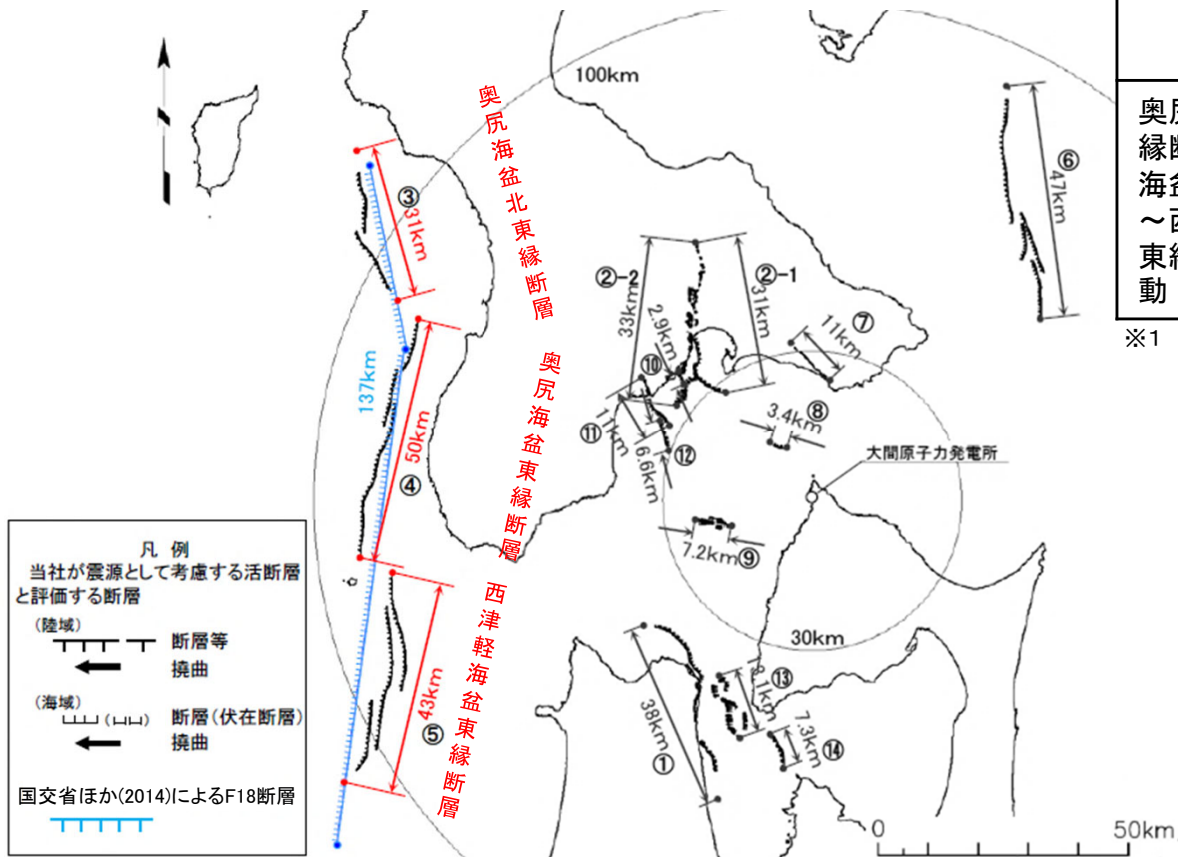 100km
奥尻海盆北東縁断層
奥尻海盆東縁断層
西津軽海盆東縁断層
③
31km
137km
50km
④
43km
⑤
②-2
33km
②-1
31km
2.9km
⑩
⑪
11km
16.6km
⑫
⑥
47km
⑦
11km
⑧
3.4km
大間原子力発電所
7.2km⑨
30km
38km
①
⑬
7.3km
⑭
0
50km
凡 例
当社が震源として考慮する活断層
と評価する断層
(陸域)
断層等
撓曲
(海域)
断層(伏在断層)
撓曲
国交省ほか(2014)によるF18断層
縁断
海盆
~西
東縁
動
※1